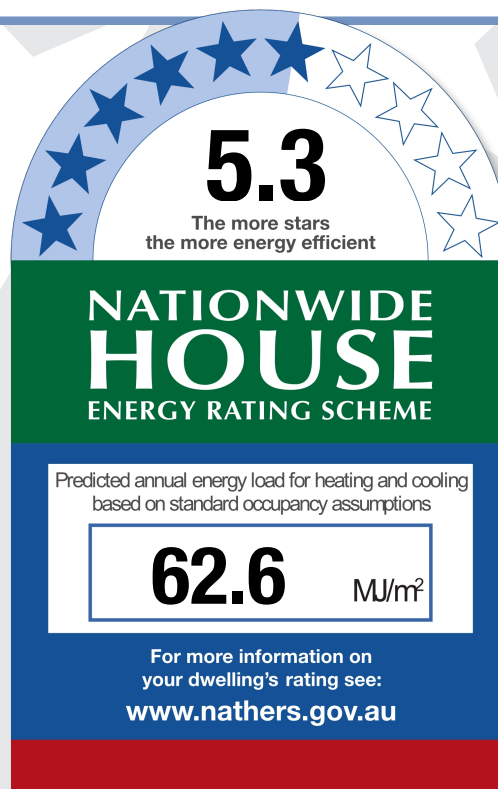 5.3
The more stars
the more energy efficient
NATIONWIDE
HOUSE
ENERGY RATING SCHEME
Predicted annual energy load for heating and cooling
based on standard occupancy assumptions
62.6 MJ/m²
For more information on
your dwelling's rating see:
www.nathers.gov.au